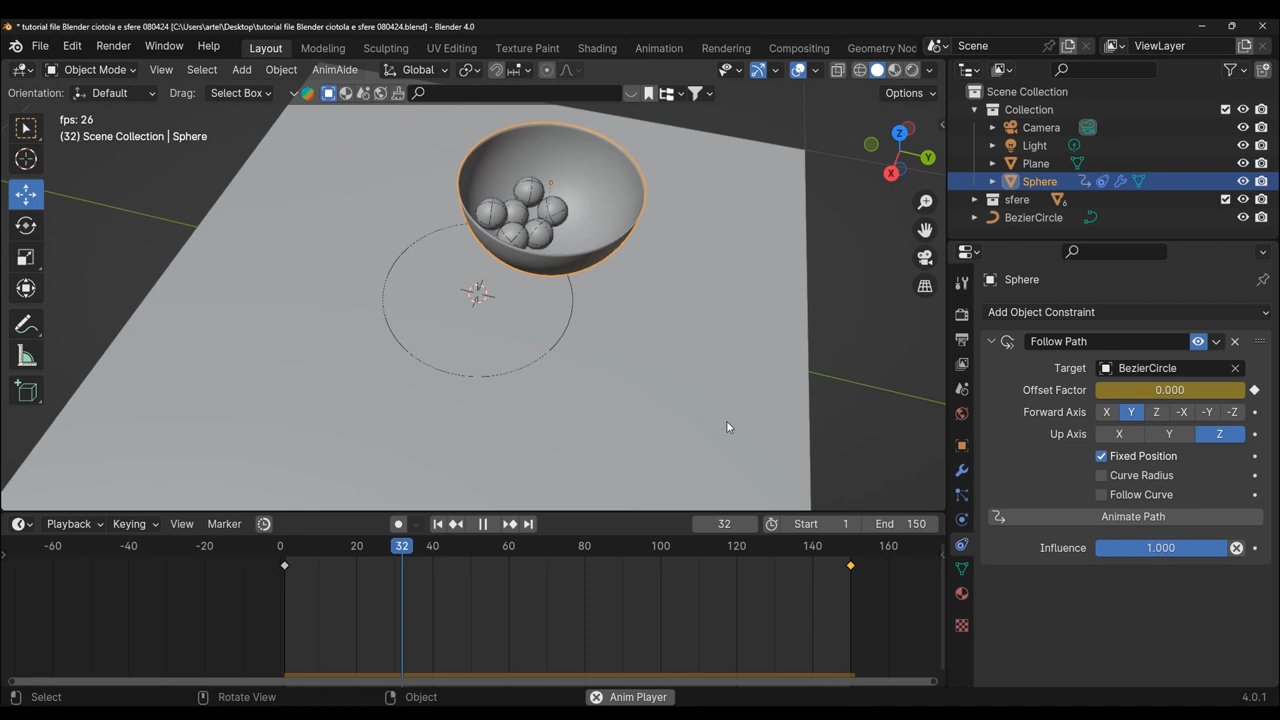 * tutorial file Blender ciotola e sfere 080424 [C:\Users\artel\Desktop\tutorial file Blender ciotola e sfere 080424.blend] - Blender 4.0
File Edit Render Window Help Layout Modeling Sculpting UV Editing Texture Paint Shading Animation Rendering Compositing Geometry Noc Scene ViewLayer
Object Mode View Select Add Object AnimAide Global
Orientation: Default Drag: Select Box Options
fps: 26
(32) Scene Collection | Sphere
Z
Y
X
Scene Collection
Collection
Camera
Light
Plane
Sphere
sfere 6
BezierCircle
Sphere
Add Object Constraint
Follow Path
Target BezierCircle
Offset Factor 0.000
Forward Axis X Y Z -X -Y -Z
Up Axis X Y Z
Fixed Position
Curve Radius
Follow Curve
Animate Path
Influence 1.000
Playback Keying View Marker 32 Start 1 End 150
-60 -40 -20 0 20 32 40 60 80 100 120 140 160
Select Rotate View Object Anim Player 4.0.1